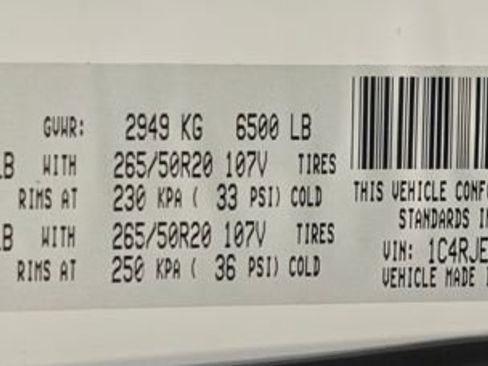 GVWR: 2949 KG 6500 LB
LB WITH 265/50R20 107V TIRES
RIMS AT 230 KPA ( 33 PSI) COLD
LB WITH 265/50R20 107V TIRES
RIMS AT 250 KPA ( 36 PSI) COLD
THIS VEHICLE CONF
STANDARDS IN
VIN: 1C4RJE
VEHICLE MADE